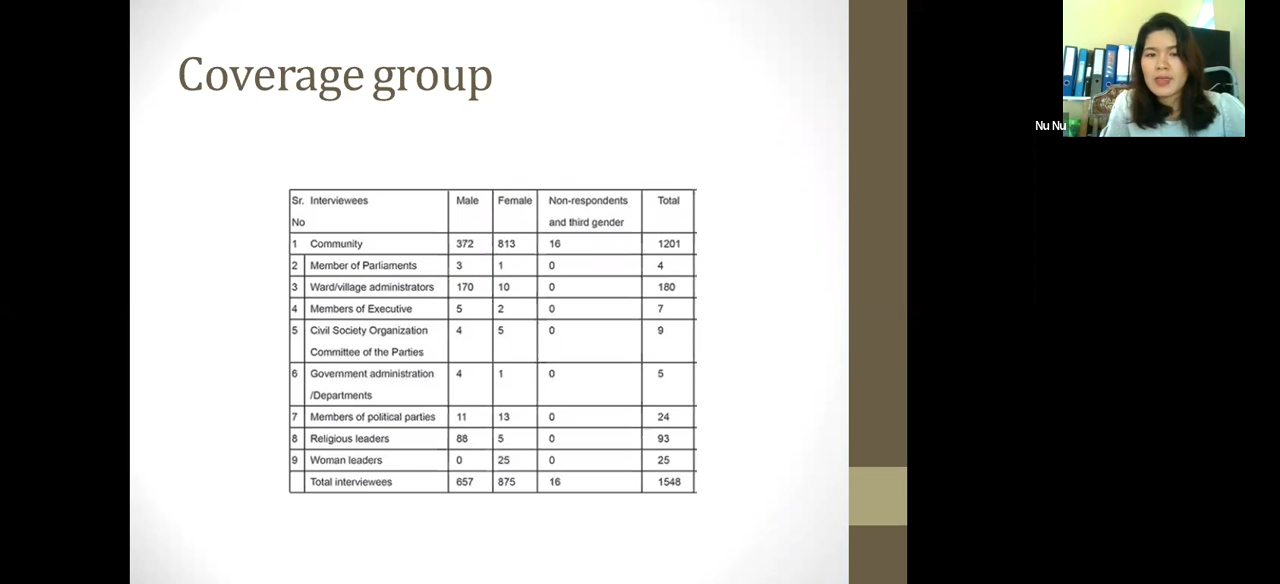 Coverage group
Nu Nu
Sr. Interviewees Male Female Non-respondents Total
No and third gender
1 Community 372 813 16 1201
2 Member of Parliaments 3 1 0 4
3 Ward/village administrators 170 10 0 180
4 Members of Executive 5 2 0 7
5 Civil Society Organization 4 5 0 9
Committee of the Parties
6 Government administration 4 1 0 5
/Departments
7 Members of political parties 11 13 0 24
8 Religious leaders 88 5 0 93
9 Woman leaders 0 25 0 25
Total interviewees 657 875 16 1548